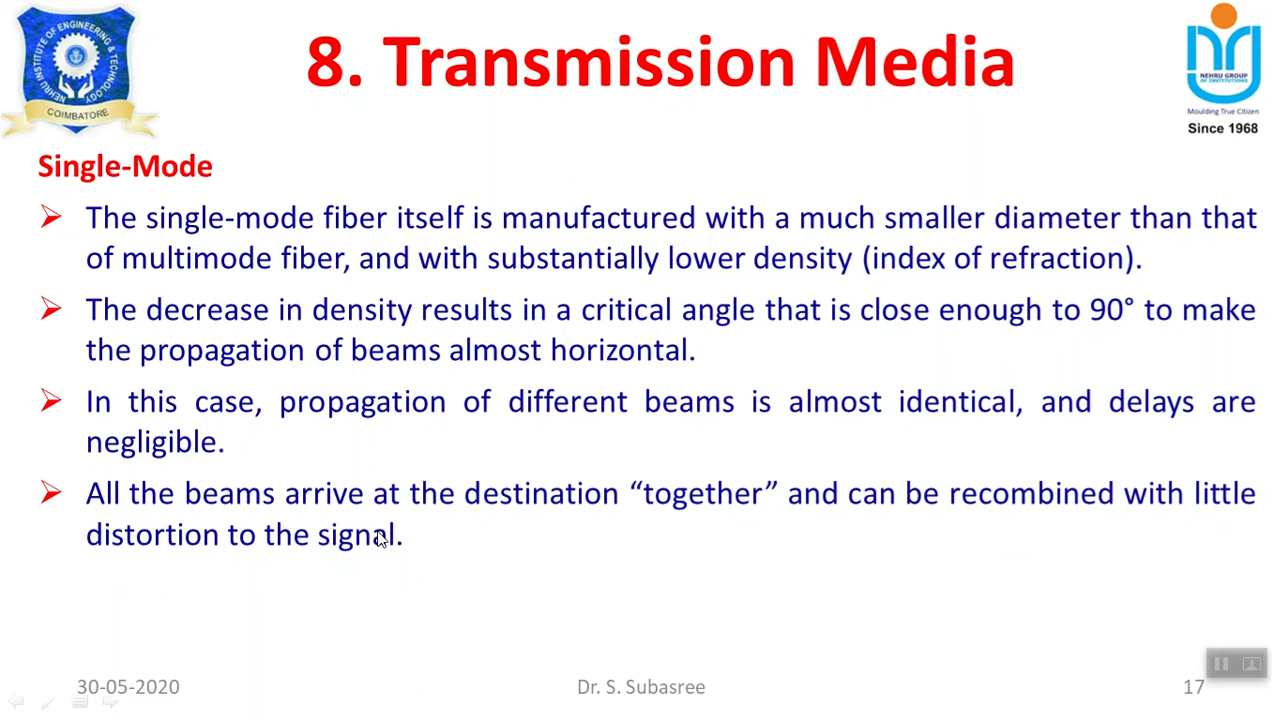 8. Transmission Media
NEHRU INSTITUTE OF ENGINEERING & TECHNOLOGY
COIMBATORE
NEHRU GROUP
OF INSTITUTIONS
Moulding True Citizen
Since 1968
Single-Mode
The single-mode fiber itself is manufactured with a much smaller diameter than that
of multimode fiber, and with substantially lower density (index of refraction).
The decrease in density results in a critical angle that is close enough to 90° to make
the propagation of beams almost horizontal.
In this case, propagation of different beams is almost identical, and delays are
negligible.
All the beams arrive at the destination “together” and can be recombined with little
distortion to the signal.
30-05-2020
Dr. S. Subasree
17